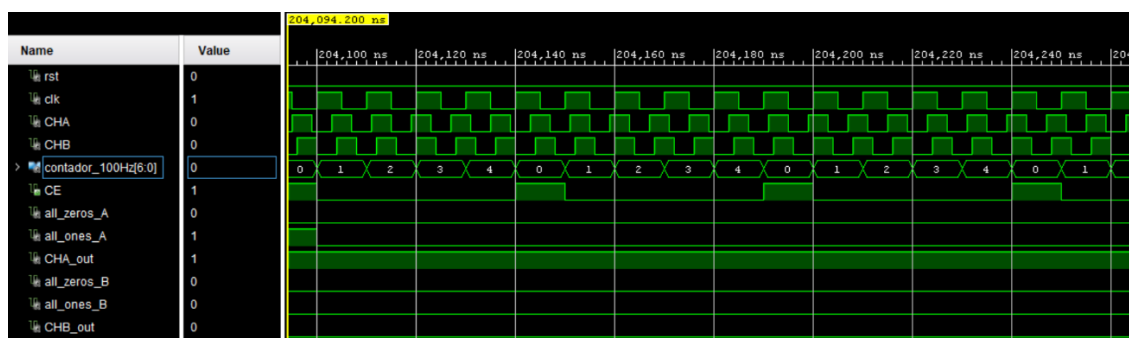 204,094.200 ns
Name Value
204,100 ns 204,120 ns 204,140 ns 204,160 ns 204,180 ns 204,200 ns 204,220 ns 204,240 ns 204
rst 0
clk 1
CHA 0
CHB 0
contador_100Hz[6:0] 0 0 1 2 3 4 0 1 2 3 4 0 1 2 3 4 0 1
CE 1
all_zeros_A 0
all_ones_A 1
CHA_out 1
all_zeros_B 0
all_ones_B 0
CHB_out 0